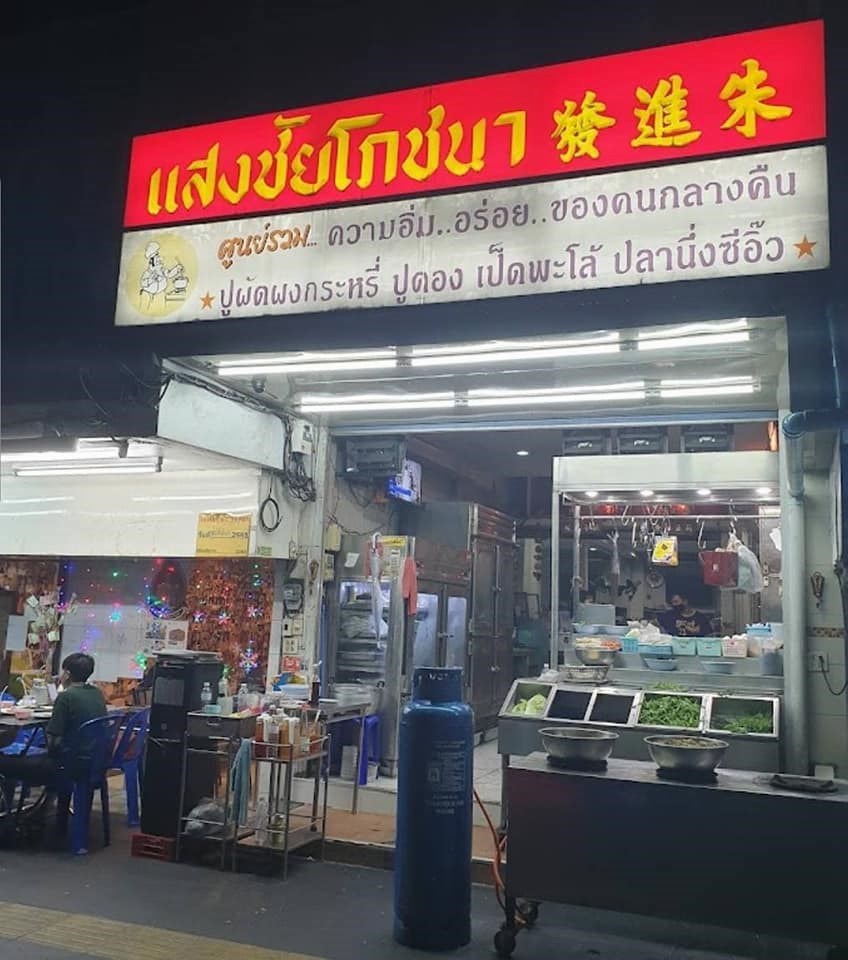 แสงชัยโภชนา 發進朱
ศูนย์รวม... ความอิ่ม..อร่อย..ของคนกลางคืน
★ปูผัดผงกระหรี่ ปูดอง เป็ดพะโล้ ปลานึ่งซีอิ๊ว★